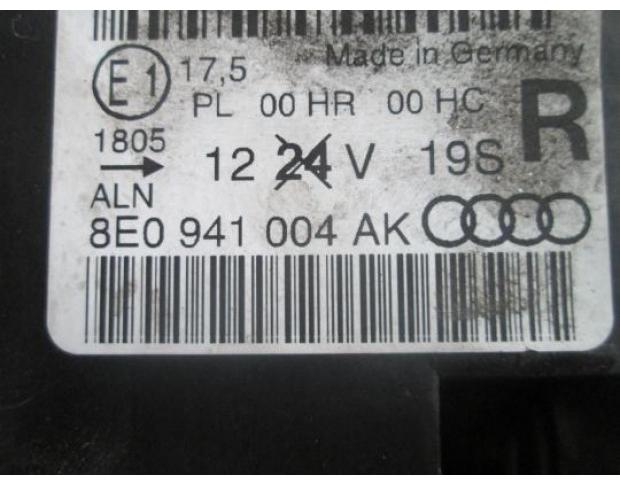 Made in Germany
E1 17,5
PL 00 HR 00 HC R
1805
12 24 V 19S
ALN
8E0 941 004 AK